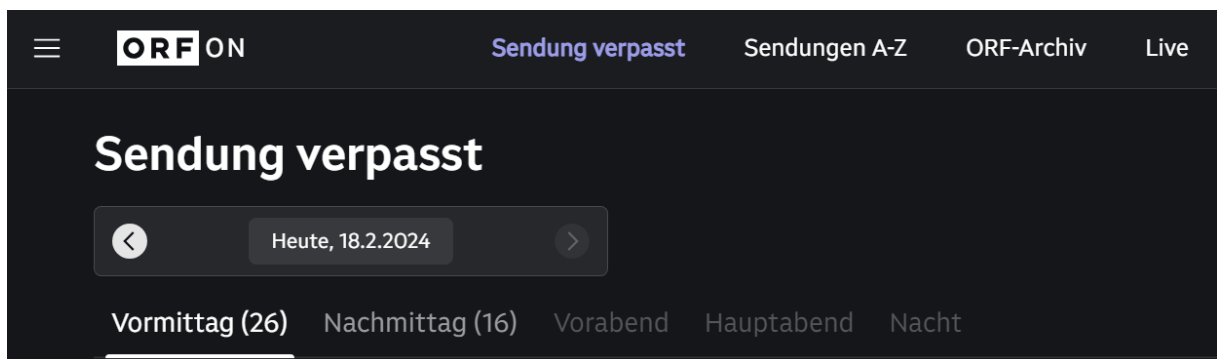 ORF ON Sendung verpasst Sendungen A-Z ORF-Archiv Live
Sendung verpasst
Heute, 18.2.2024
Vormittag (26) Nachmittag (16) Vorabend Hauptabend Nacht